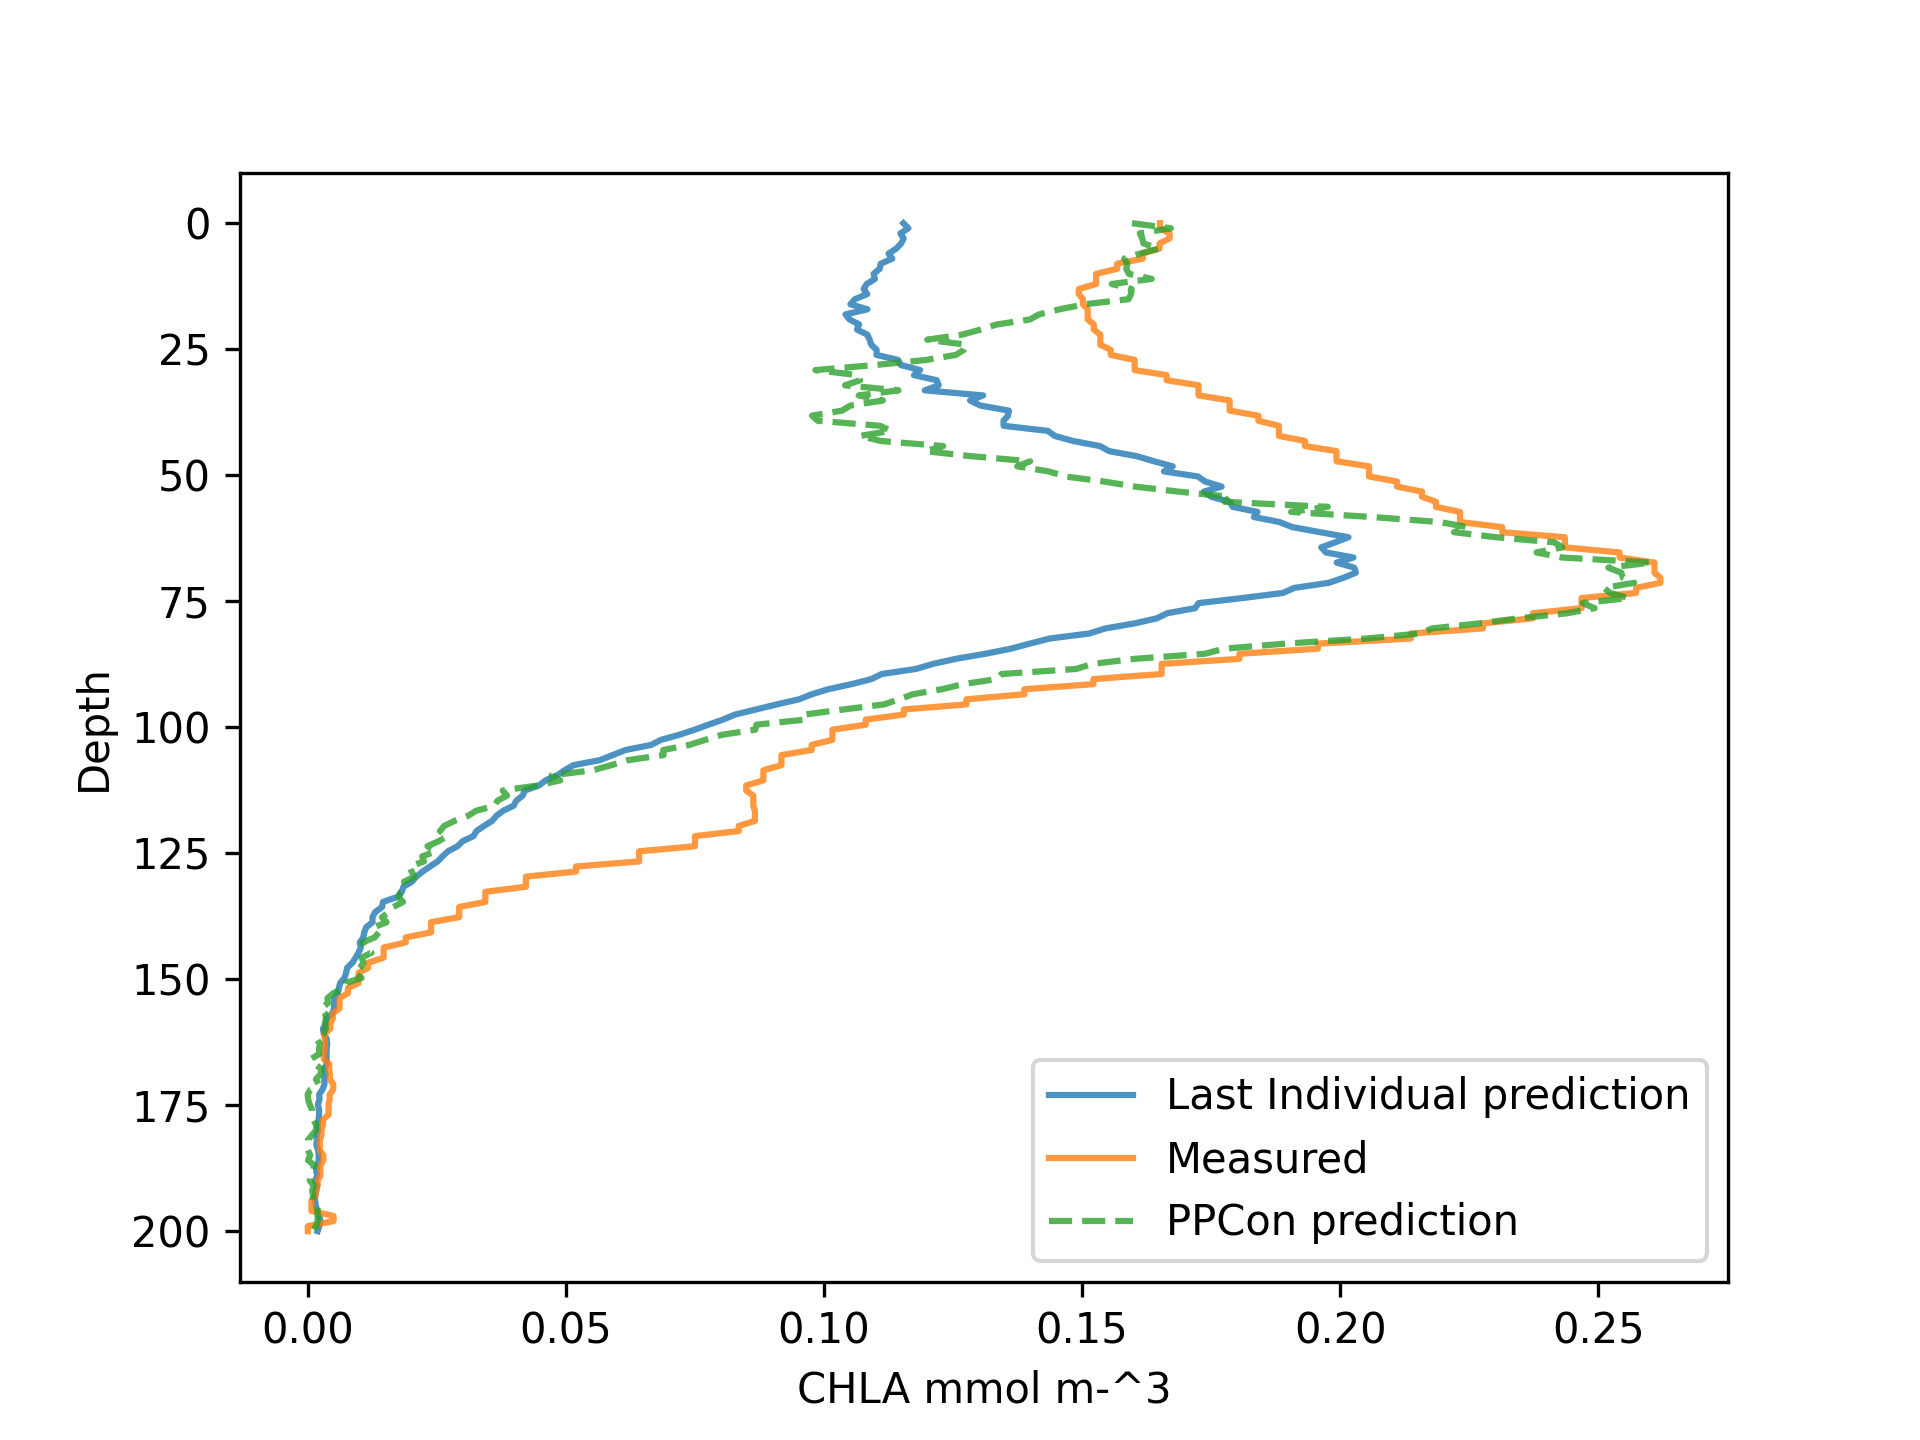 0
25
50
75
100
125
150
175
200
Depth
0.00 0.05 0.10 0.15 0.20 0.25
CHLA mmol m-^3
Last Individual prediction
Measured
PPCon prediction